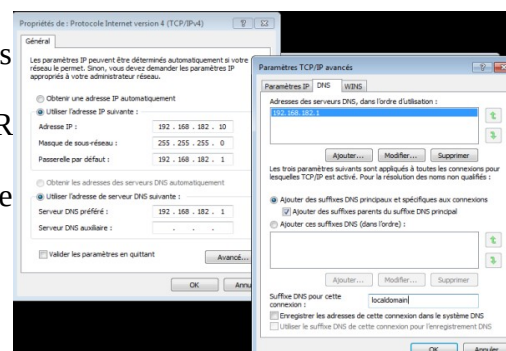 s
R
e
Propriétés de : Protocole Internet version 4 (TCP/IPv4)
Général
Les paramètres IP peuvent être déterminés automatiquement si votre
réseau le permet. Sinon, vous devez demander les paramètres IP
appropriés à votre administrateur réseau.
Obtenir une adresse IP automatiquement
Utiliser l'adresse IP suivante :
Adresse IP : 192 . 168 . 182 . 10
Masque de sous-réseau : 255 . 255 . 255 . 0
Passerelle par défaut : 192 . 168 . 182 . 1
Obtenir les adresses des serveurs DNS automatiquement
Utiliser l'adresse de serveur DNS suivante :
Serveur DNS préféré : 192 . 168 . 182 . 1
Serveur DNS auxiliaire : . . .
Valider les paramètres en quittant
Avancé...
OK Annu
Paramètres TCP/IP avancés
Paramètres IP DNS WINS
Adresses des serveurs DNS, dans l'ordre d'utilisation :
192.168.182.1
Ajouter... Modifier... Supprimer
Les trois paramètres suivants sont appliqués à toutes les connexions pour
lesquelles TCP/IP est activé. Pour la résolution des noms non qualifiés :
Ajouter des suffixes DNS principaux et spécifiques aux connexions
Ajouter des suffixes parents du suffixe DNS principal
Ajouter ces suffixes DNS (dans l'ordre) :
Ajouter... Modifier... Supprimer
Suffixe DNS pour cette
connexion : localdomain
Enregistrer les adresses de cette connexion dans le système DNS
Utiliser le suffixe DNS de cette connexion pour l'enregistrement DNS
OK Annuler